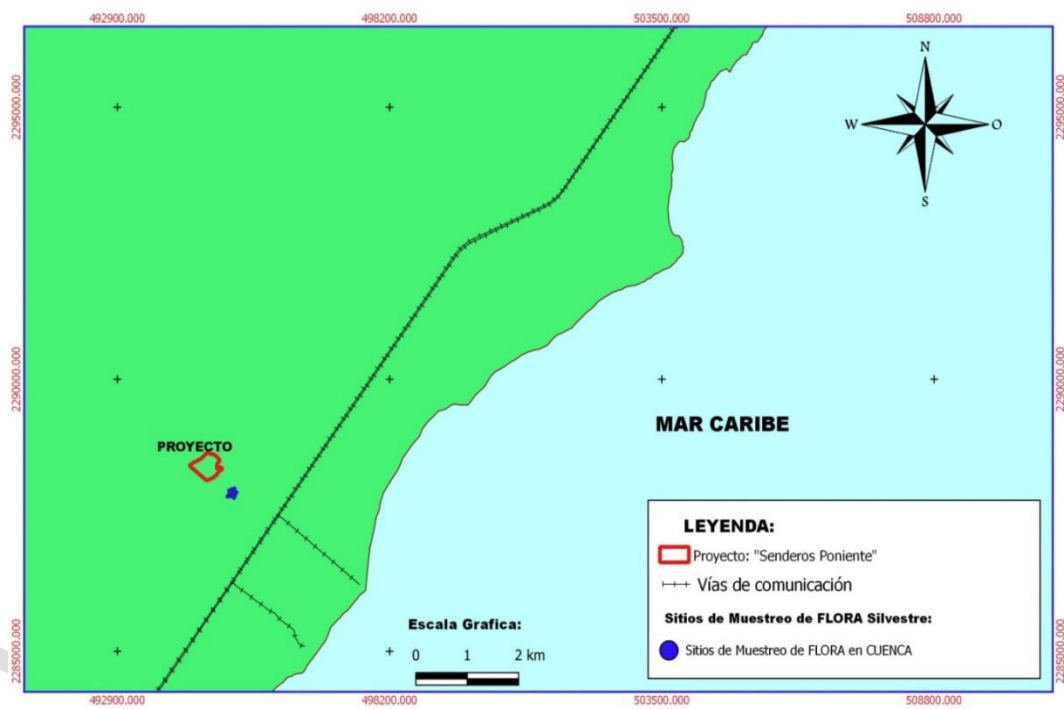 492900.000 498200.000 503500.000 508800.000
2295000.000 2295000.000
N
W O
S
2290000.000 2290000.000
MAR CARIBE
PROYECTO
LEYENDA:
Proyecto: "Senderos Poniente"
Vías de comunicación
Sitios de Muestreo de FLORA Silvestre:
Sitios de Muestreo de FLORA en CUENCA
Escala Grafica:
0 1 2 km
2285000.000 2285000.000
492900.000 498200.000 503500.000 508800.000